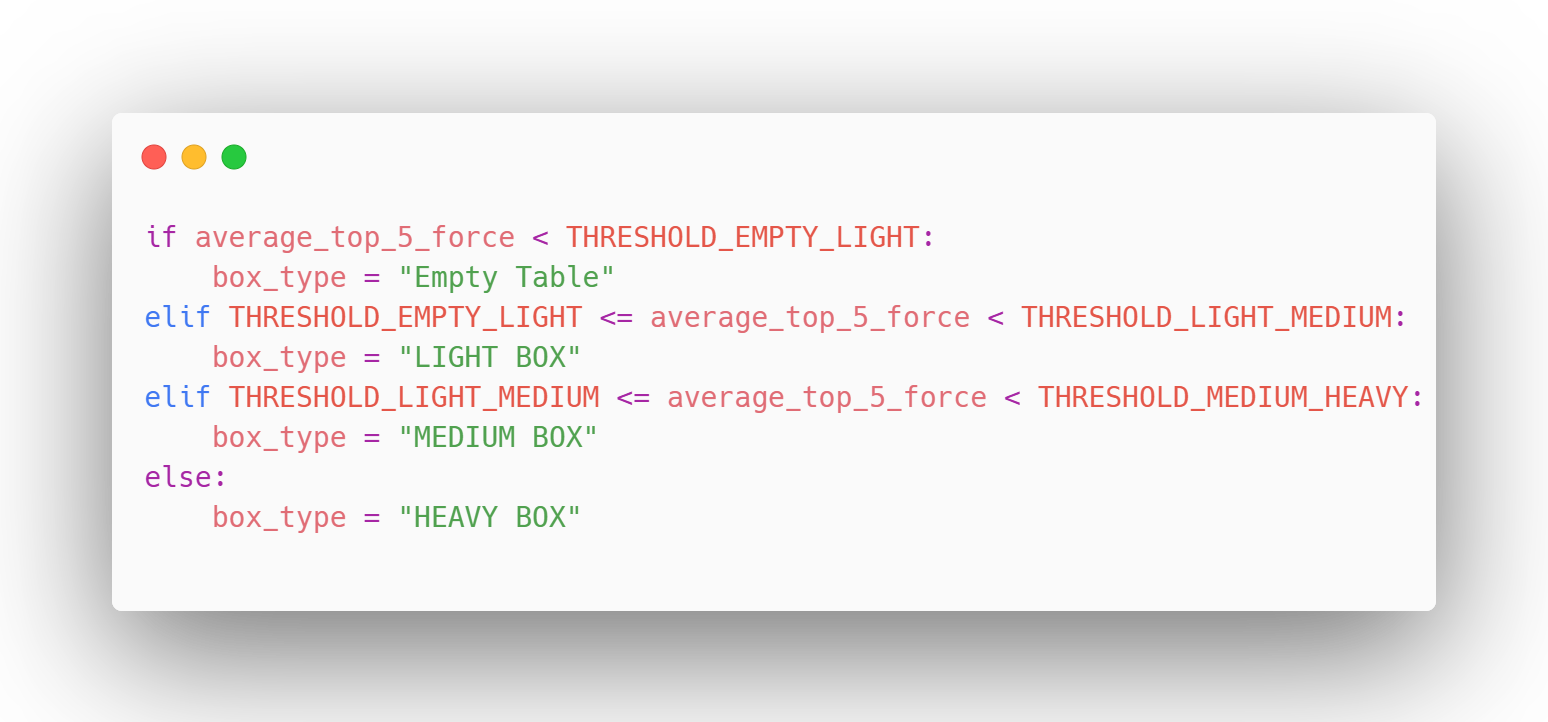 if average_top_5_force < THRESHOLD_EMPTY_LIGHT:
    box_type = "Empty Table"
elif THRESHOLD_EMPTY_LIGHT <= average_top_5_force < THRESHOLD_LIGHT_MEDIUM:
    box_type = "LIGHT BOX"
elif THRESHOLD_LIGHT_MEDIUM <= average_top_5_force < THRESHOLD_MEDIUM_HEAVY:
    box_type = "MEDIUM BOX"
else:
    box_type = "HEAVY BOX"